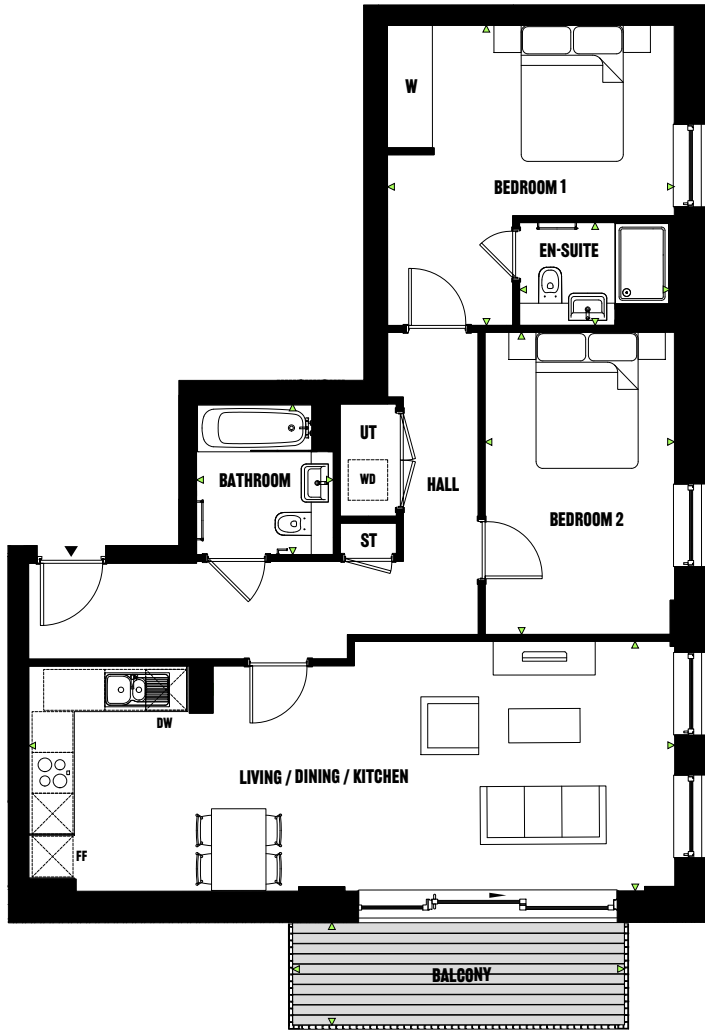 W
BEDROOM 1
EN-SUITE
UT
WD
BATHROOM
HALL
BEDROOM 2
ST
DW
LIVING / DINING / KITCHEN
FF
BALCONY